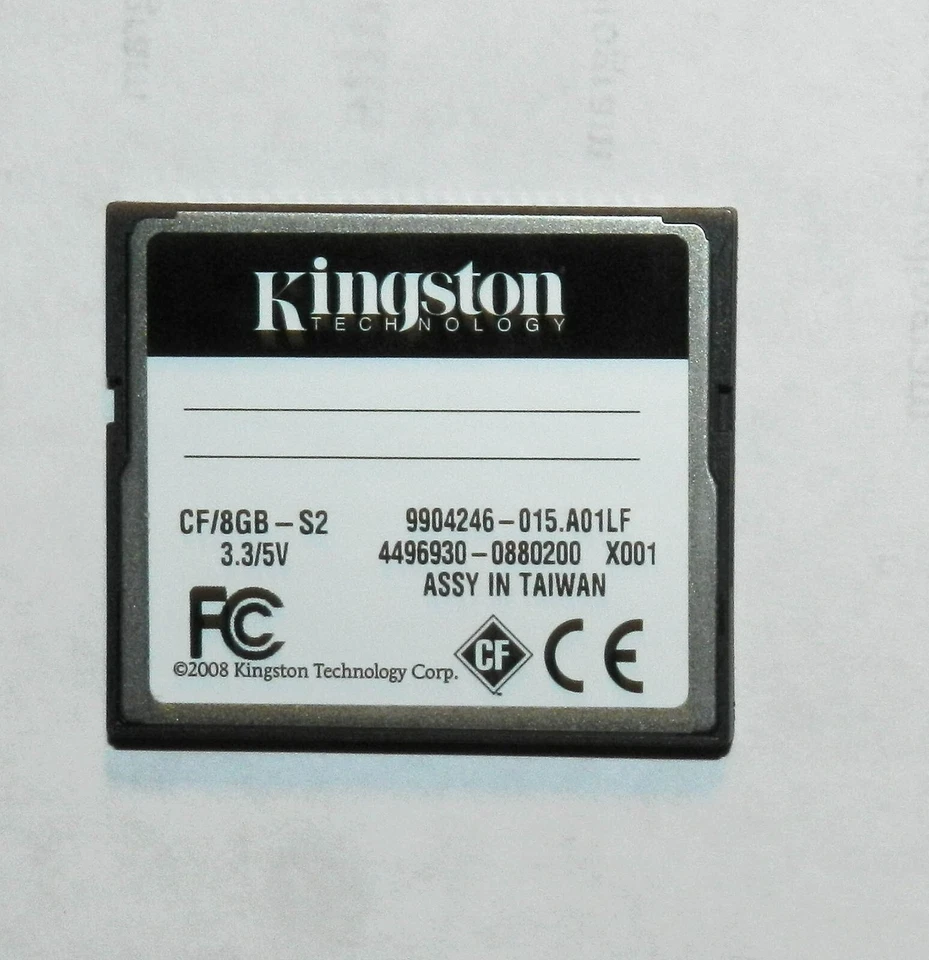 Kingston
TECHNOLOGY
CF/8GB – S2 9904246 – 015.A01LF
3.3/5V 4496930 – 0880200 X001
ASSY IN TAIWAN
FC
©2008 Kingston Technology Corp. CF CE